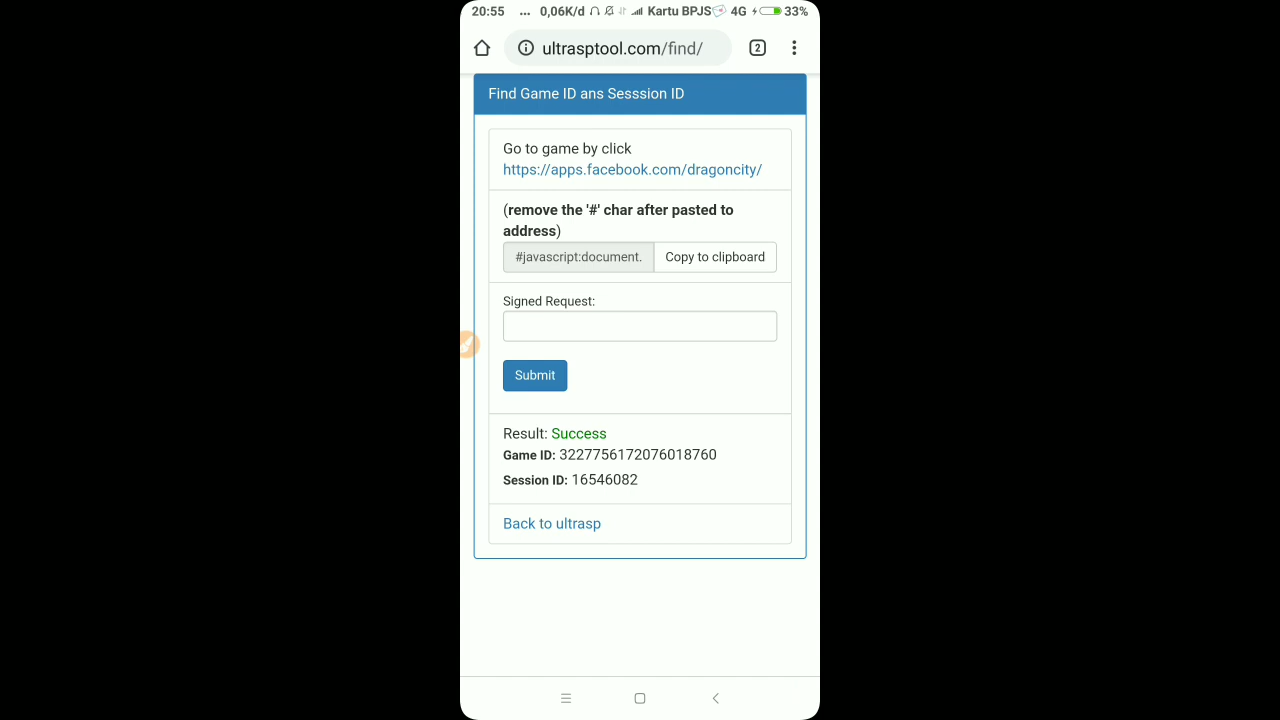 20:55 ... 0,06K/d Kartu BPJS 4G 33%
ultrasptool.com/find/ 2
Find Game ID ans Sesssion ID
Go to game by click
https://apps.facebook.com/dragoncity/
(remove the '#' char after pasted to
address)
#javascript:document. Copy to clipboard
Signed Request:
Submit
Result: Success
Game ID: 3227756172076018760
Session ID: 16546082
Back to ultrasp